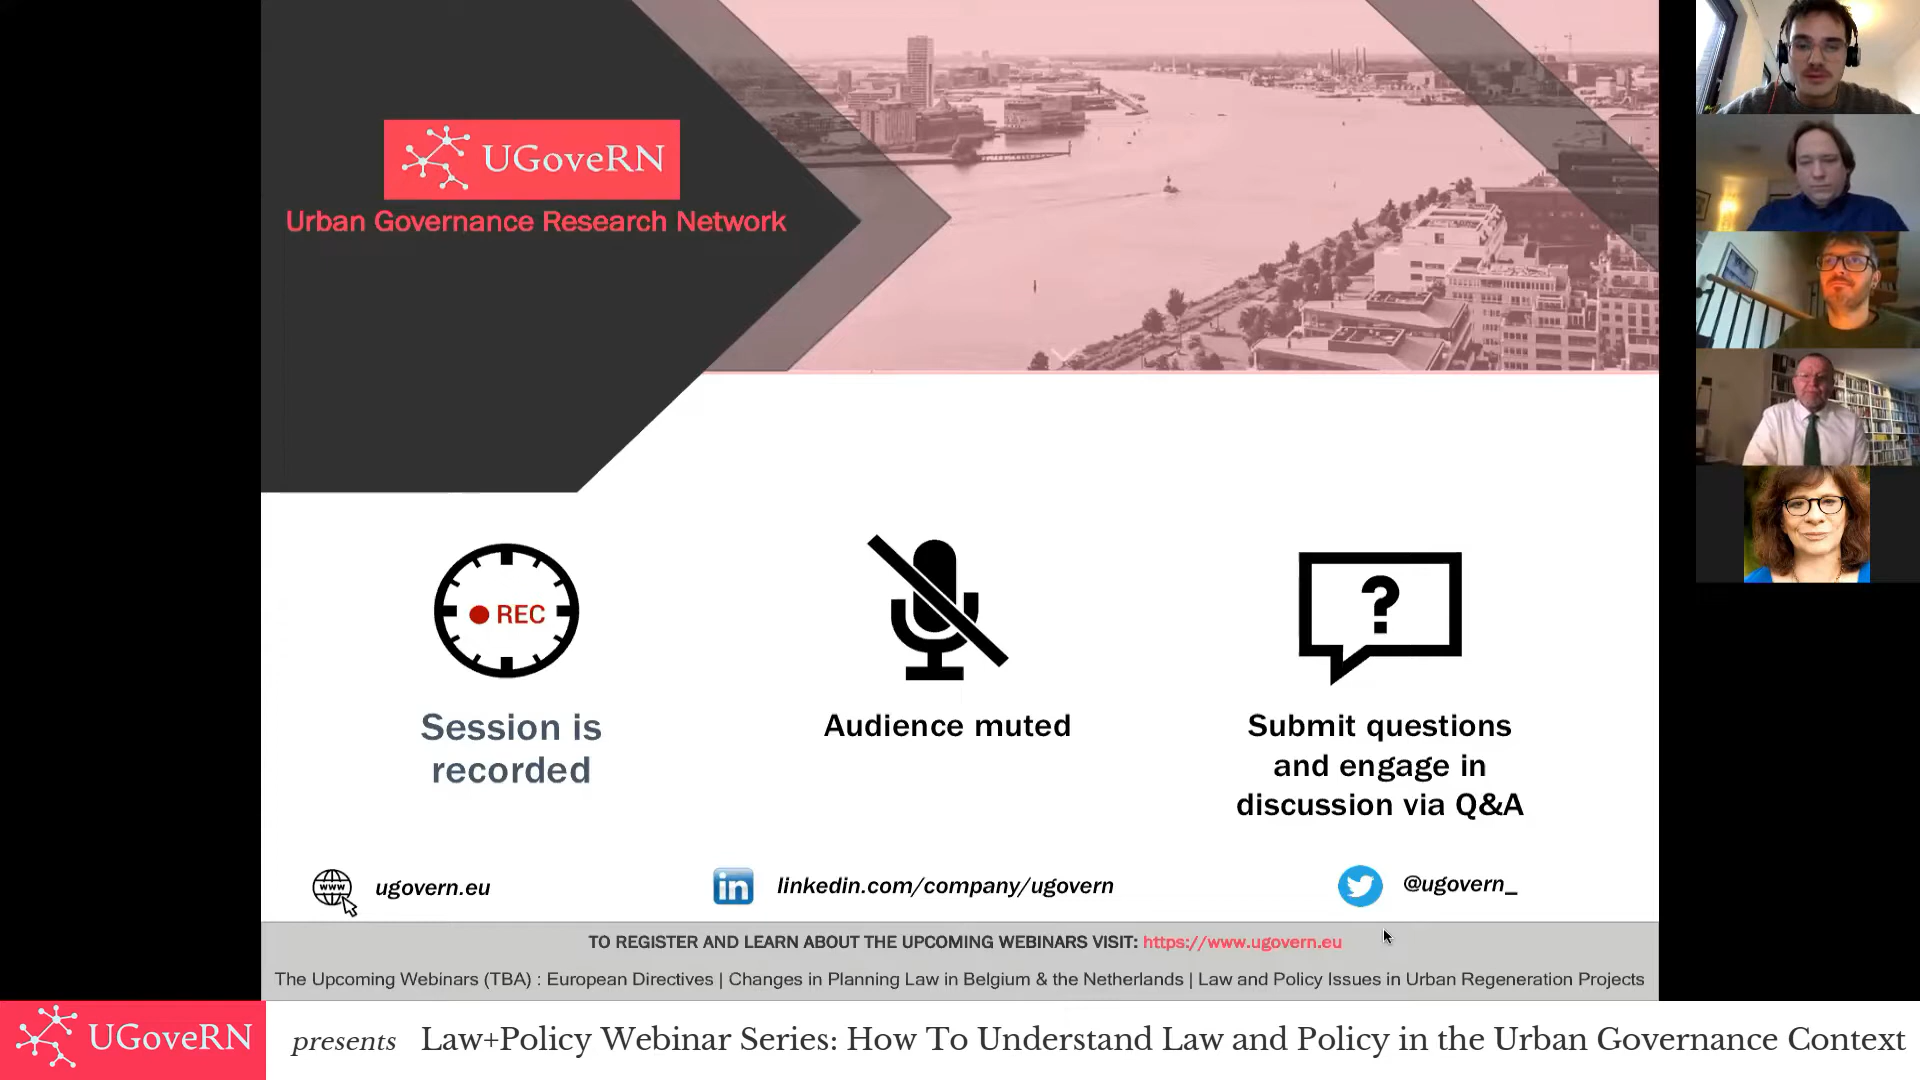 UGoveRN
Urban Governance Research Network
REC
Session is
recorded
Audience muted
?
Submit questions
and engage in
discussion via Q&A
www
ugovern.eu
in
linkedin.com/company/ugovern
@ugovern_
TO REGISTER AND LEARN ABOUT THE UPCOMING WEBINARS VISIT: https://www.ugovern.eu
The Upcoming Webinars (TBA) : European Directives | Changes in Planning Law in Belgium & the Netherlands | Law and Policy Issues in Urban Regeneration Projects
UGoveRN presents Law+Policy Webinar Series: How To Understand Law and Policy in the Urban Governance Context